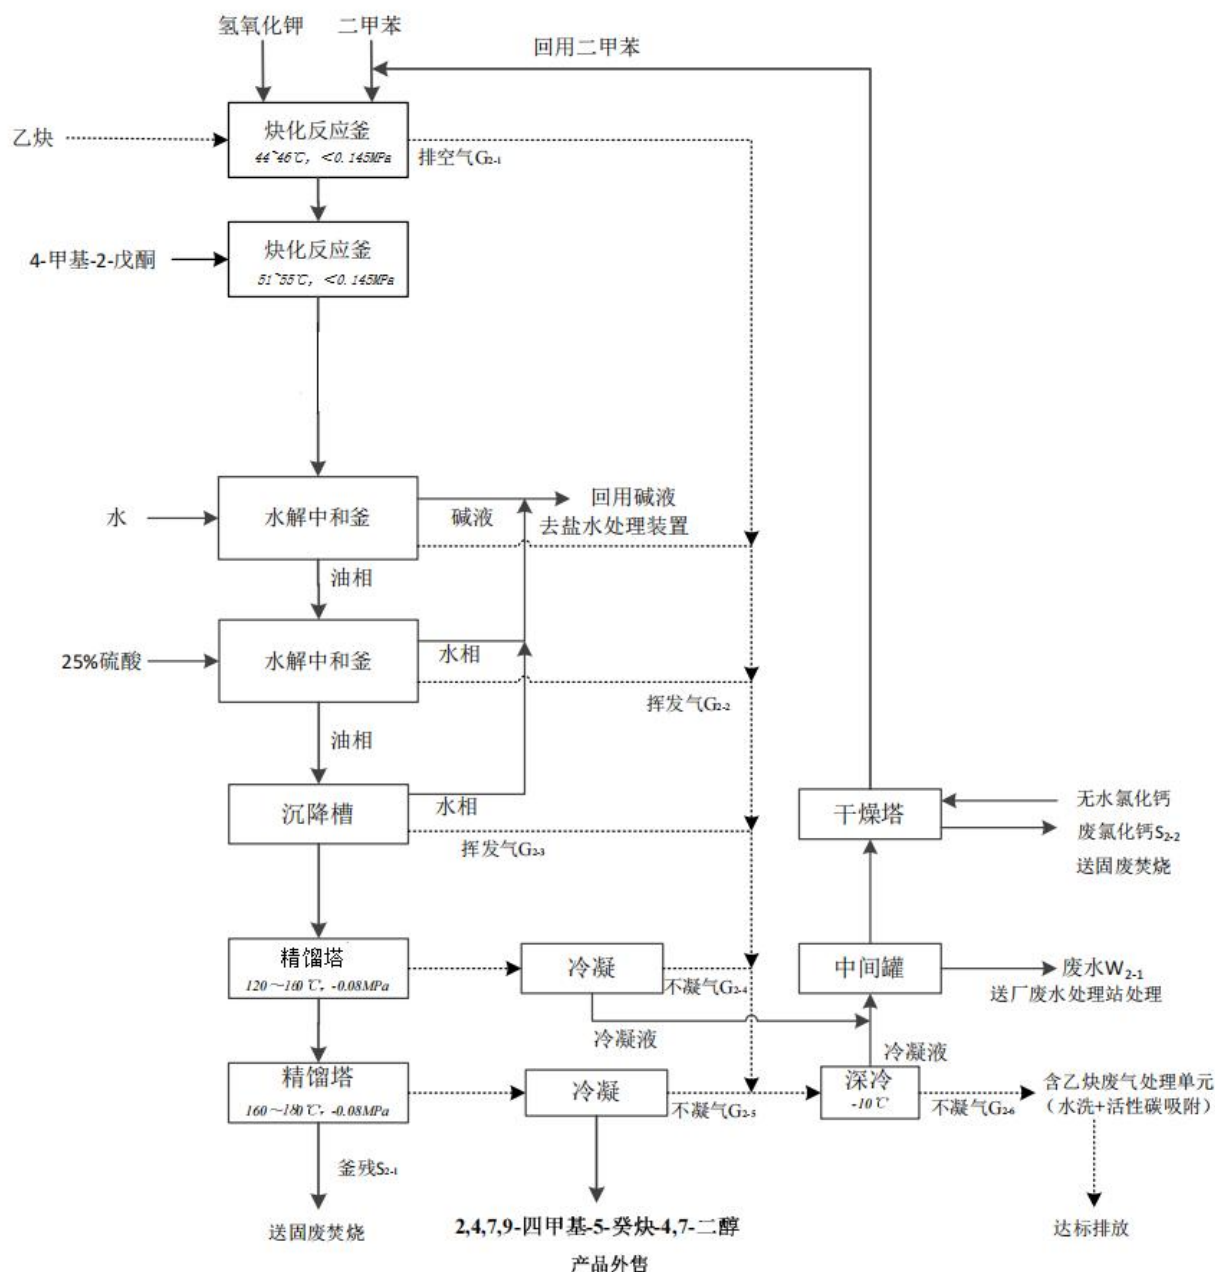 氢氧化钾
二甲苯
回用二甲苯
乙炔
炔化反应釜
44~46℃, <0.145MPa
排空气G2-1
4-甲基-2-戊酮
炔化反应釜
51~55℃, <0.145MPa
水
水解中和釜
碱液
回用碱液
去盐水处理装置
油相
25%硫酸
水解中和釜
水相
挥发气G2-2
油相
沉降槽
水相
挥发气G2-3
干燥塔
无水氯化钙
废氯化钙S2-2
送固废焚烧
精馏塔
120～160℃, -0.08MPa
冷凝
不凝气G2-4
冷凝液
中间罐
废水W2-1
送厂废水处理站处理
冷凝液
精馏塔
160～180℃, -0.08MPa
冷凝
不凝气G2-5
深冷
-10℃
不凝气G2-6
含乙炔废气处理单元
（水洗+活性碳吸附）
釜残S2-1
送固废焚烧
2,4,7,9-四甲基-5-癸炔-4,7-二醇
产品外售
达标排放